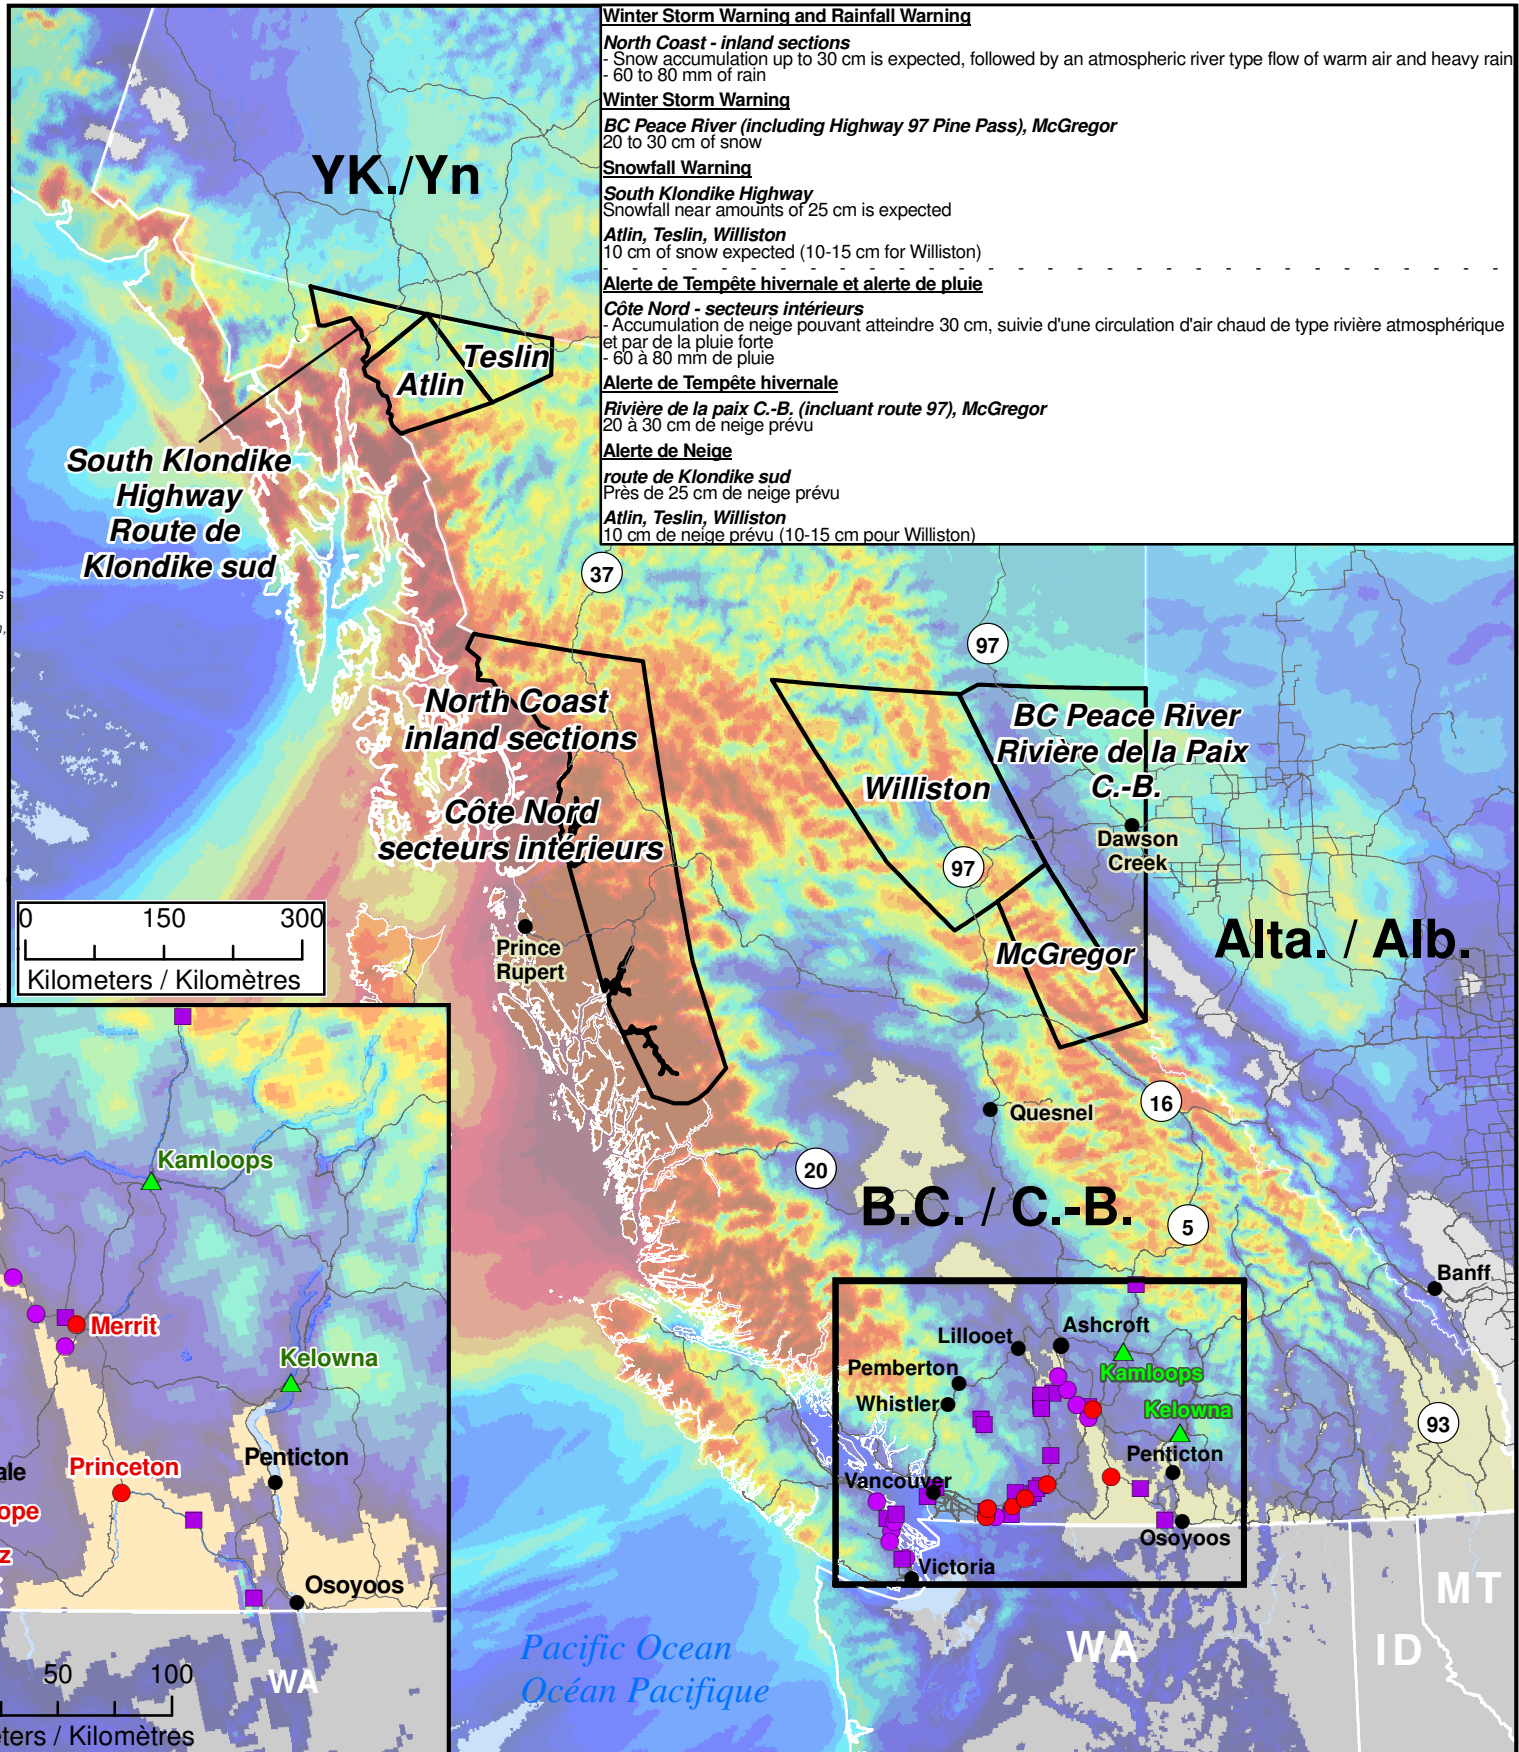 Winter Storm Warning and Rainfall Warning
North Coast - inland sections
- Snow accumulation up to 30 cm is expected, followed by an atmospheric river type flow of warm air and heavy rain
- 60 to 80 mm of rain
Winter Storm Warning
BC Peace River (including Highway 97 Pine Pass), McGregor
20 to 30 cm of snow
Snowfall Warning
South Klondike Highway
Snowfall near amounts of 25 cm is expected
Atlin, Teslin, Williston
10 cm of snow expected (10-15 cm for Williston)
Alerte de Tempête hivernale et alerte de pluie
Côte Nord - secteurs intérieurs
- Accumulation de neige pouvant atteindre 30 cm, suivie d'une circulation d'air chaud de type rivière atmosphérique
et par de la pluie forte
- 60 à 80 mm de pluie
Alerte de Tempête hivernale
Rivière de la paix C.-B. (incluant route 97), McGregor
20 à 30 cm de neige prévu
Alerte de Neige
route de Klondike sud
Près de 25 cm de neige prévu
Atlin, Teslin, Williston
10 cm de neige prévu (10-15 cm pour Williston)
YK./Yn
Teslin
Atlin
South Klondike
Highway
Route de
Klondike sud
37
97
North Coast
inland sections
Côte Nord
secteurs intérieurs
BC Peace River
Rivière de la Paix
C.-B.
Williston
97
Dawson
Creek
McGregor
Alta. / Alb.
Prince
Rupert
0 150 300
Kilometers / Kilomètres
Quesnel
16
20
B.C. / C.-B.
5
Banff
Lillooet
Ashcroft
Pemberton
Kamloops
Whistler
Kelowna
93
Penticton
Vancouver
Osoyoos
Victoria
MT
ID
WA
Pacific Ocean
Océan Pacifique
Kamloops
Merrit
Kelowna
Penticton
Princeton
ale
ope
z
Osoyoos
50 100
WA
ters / Kilomètres